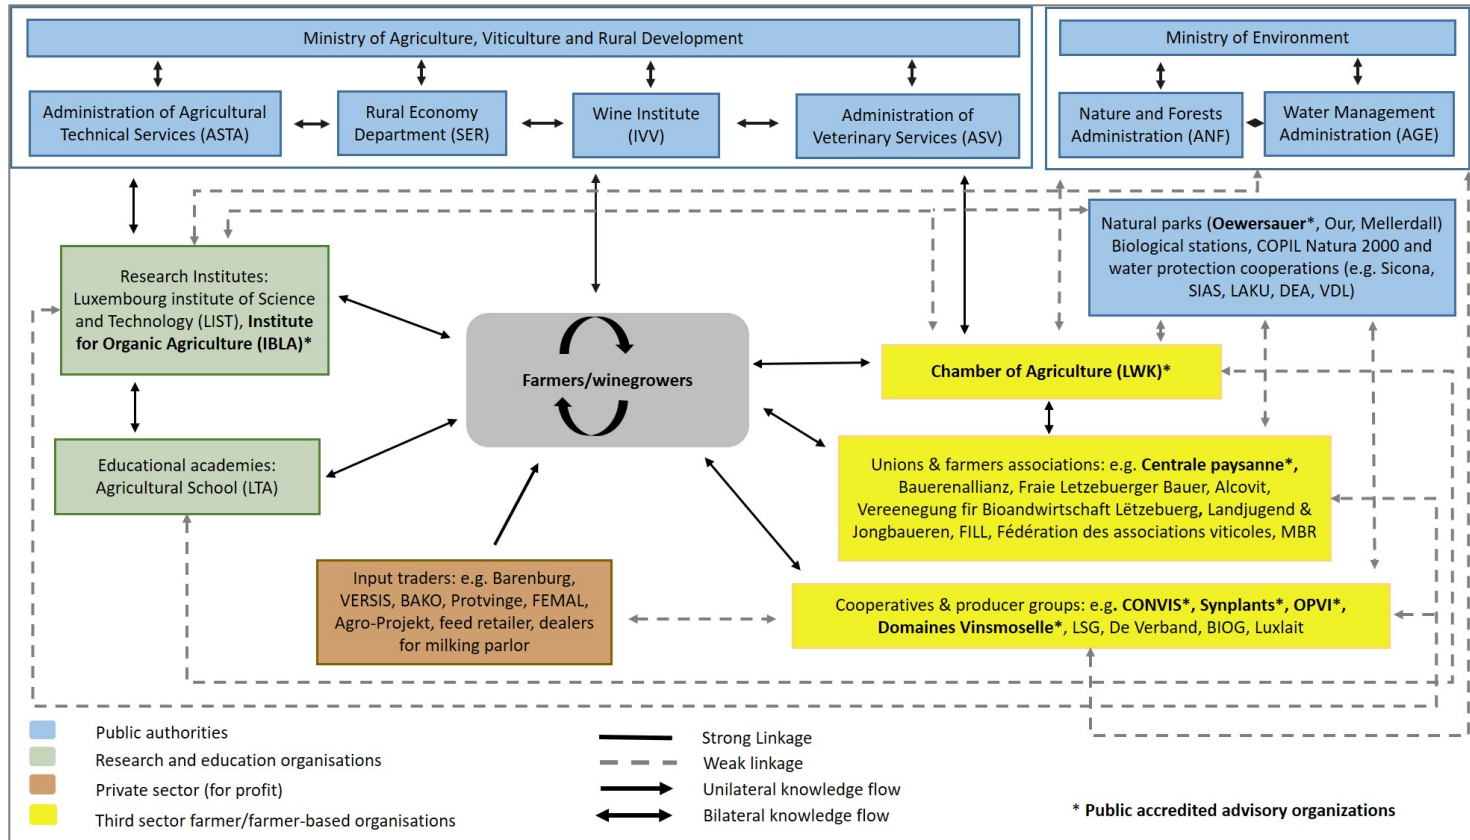 Ministry of Agriculture, Viticulture and Rural Development
Ministry of Environment
Administration of Agricultural
Technical Services (ASTA)
Rural Economy
Department (SER)
Wine Institute
(IVV)
Administration of
Veterinary Services (ASV)
Nature and Forests
Administration (ANF)
Water Management
Administration (AGE)
Natural parks (Oewersauer*, Our, Mellerdall)
Biological stations, COPIL Natura 2000 and
water protection cooperations (e.g. Sicona,
SIAS, LAKU, DEA, VDL)
Research Institutes:
Luxembourg institute of Science
and Technology (LIST), Institute
for Organic Agriculture (IBLA)*
Farmers/winegrowers
Chamber of Agriculture (LWK)*
Educational academies:
Agricultural School (LTA)
Unions & farmers associations: e.g. Centrale paysanne*,
Bauerenallianz, Fraie Letzebuerger Bauer, Alcovit,
Vereenegung fir Bioandwirtschaft Lëtzebuerg, Landjugend &
Jongbaueren, FILL, Fédération des associations viticoles, MBR
Input traders: e.g. Barenburg,
VERSIS, BAKO, Protvinge, FEMAL,
Agro-Projekt, feed retailer, dealers
for milking parlor
Cooperatives & producer groups: e.g. CONVIS*, Synplants*, OPVI*,
Domaines Vinsmoselle*, LSG, De Verband, BIOG, Luxlait
Public authorities
Research and education organisations
Private sector (for profit)
Third sector farmer/farmer-based organisations
Strong Linkage
Weak linkage
Unilateral knowledge flow
Bilateral knowledge flow
* Public accredited advisory organizations